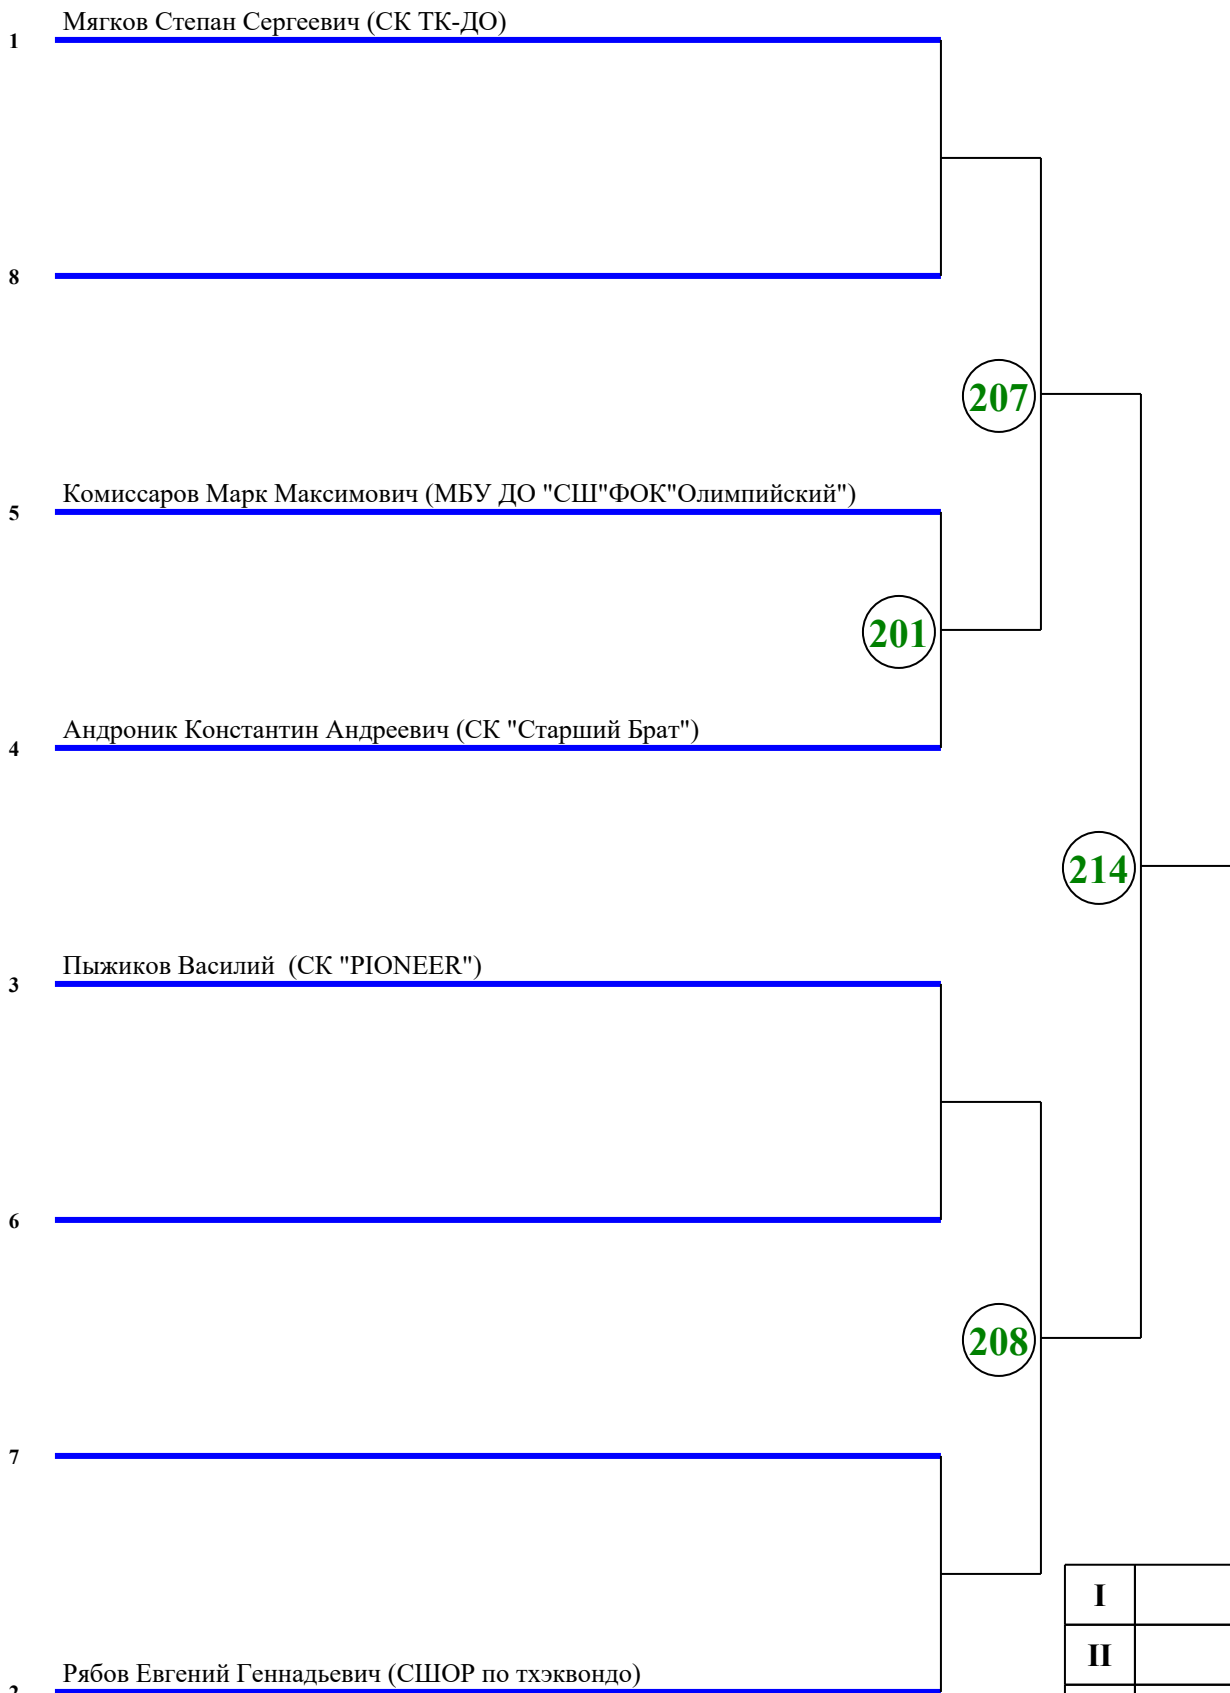 Мягков Степан Сергеевич (СК ТК-ДО)
1
8
207
Комиссаров Марк Максимович (МБУ ДО "СШ"ФОК"Олимпийский")
5
201
Андроник Константин Андреевич (СК "Старший Брат")
4
214
Пыжиков Василий  (СК "PIONEER")
3
6
208
7
I
II
Рябов Евгений Геннадьевич (СШОР по тхэквондо)
2